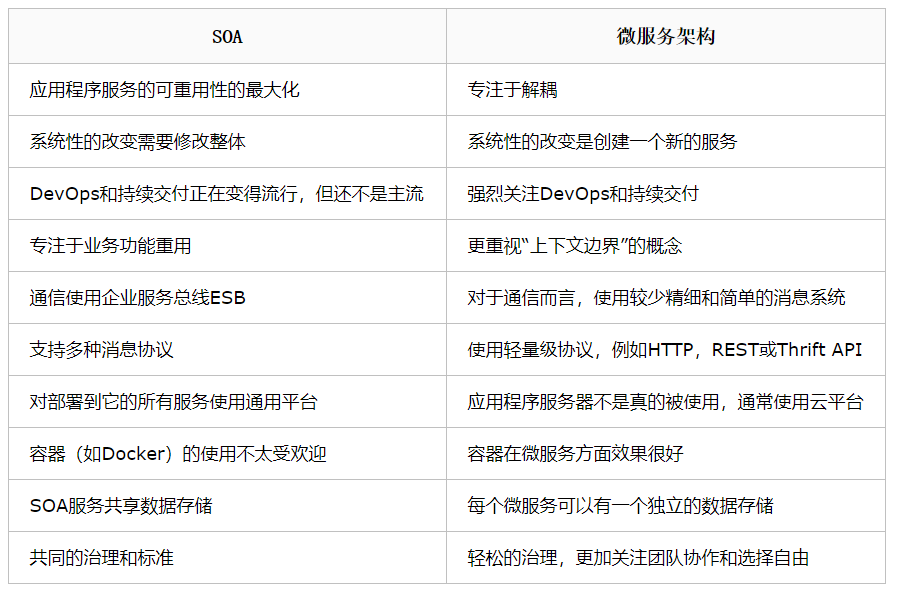 SOA
微服务架构
应用程序服务的可重用性的最大化
专注于解耦
系统性的改变需要修改整体
系统性的改变是创建一个新的服务
DevOps和持续交付正在变得流行，但还不是主流
强烈关注DevOps和持续交付
专注于业务功能重用
更重视“上下文边界”的概念
通信使用企业服务总线ESB
对于通信而言，使用较少精细和简单的消息系统
支持多种消息协议
使用轻量级协议，例如HTTP，REST或Thrift API
对部署到它的所有服务使用通用平台
应用程序服务器不是真的被使用，通常使用云平台
容器（如Docker）的使用不太受欢迎
容器在微服务方面效果很好
SOA服务共享数据存储
每个微服务可以有一个独立的数据存储
共同的治理和标准
轻松的治理，更加关注团队协作和选择自由